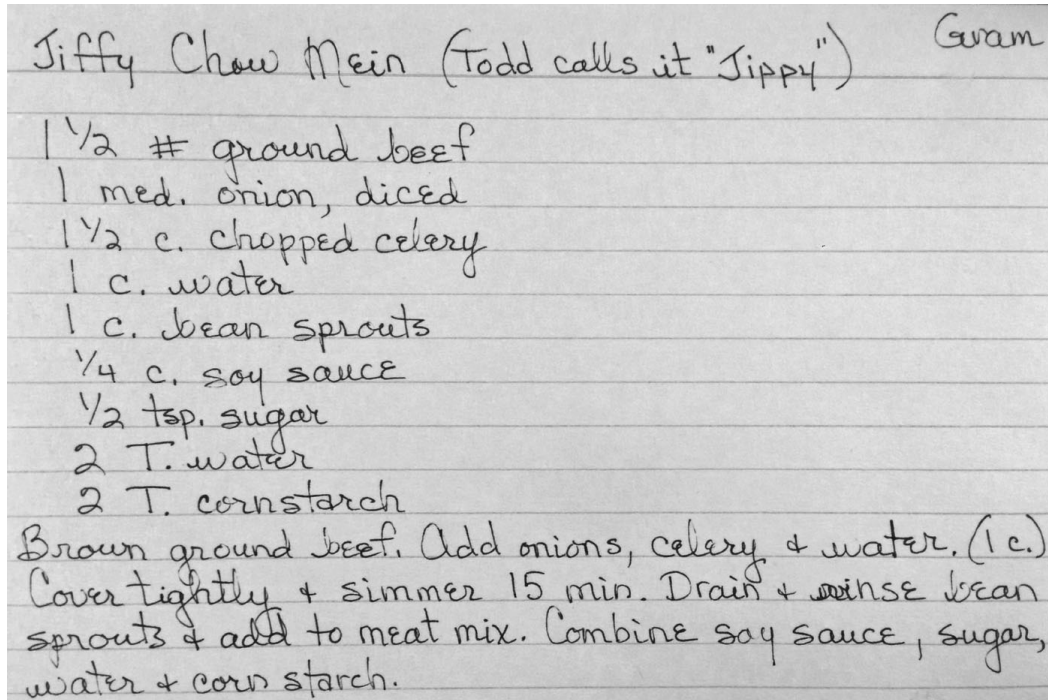 Gram
Jiffy Chow Mein (Todd calls it "Jippy")
1 1/2 # ground beef
1 med. onion, diced
1 1/2 c. chopped celery
1 c. water
1 c. bean sprouts
1/4 c. soy sauce
1/2 tsp. sugar
2 T. water
2 T. cornstarch
Brown ground beef. Add onions, celery & water. (1 c.)
Cover tightly & simmer 15 min. Drain & rinse bean
sprouts & add to meat mix. Combine soy sauce, sugar,
water & corn starch.